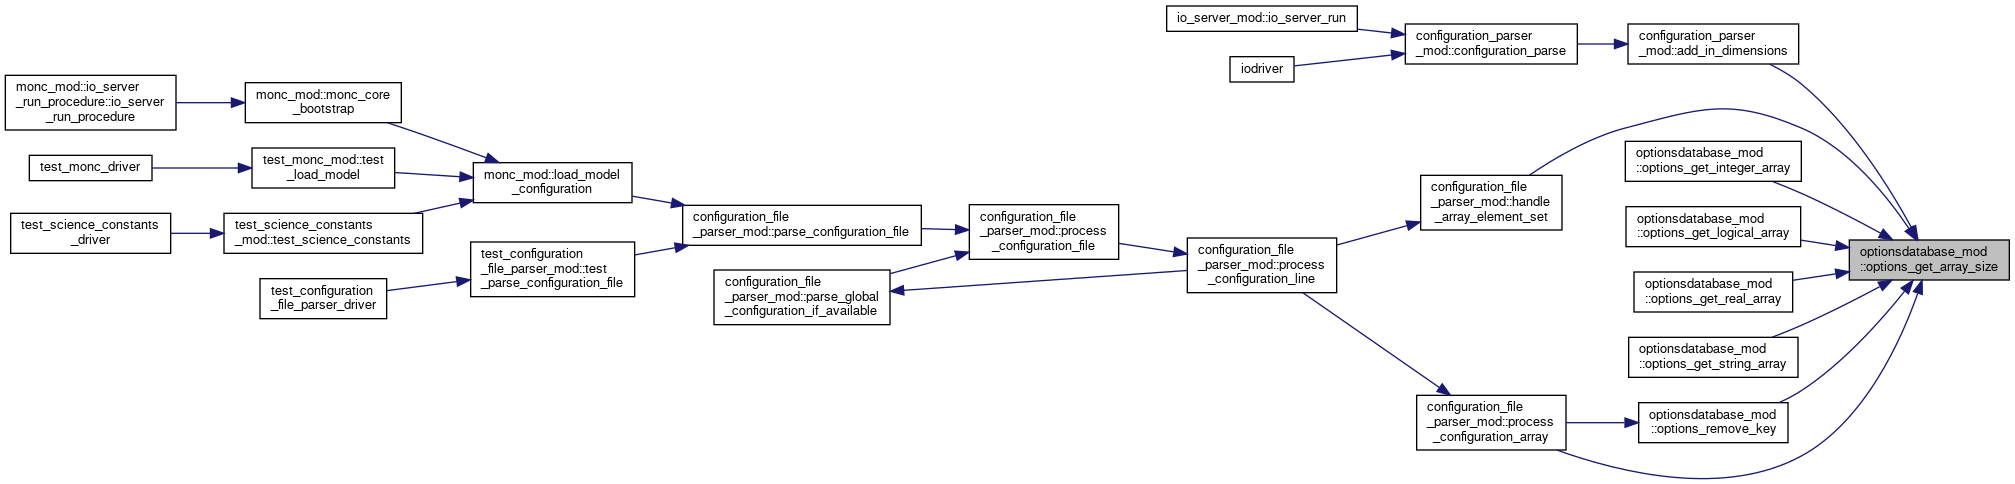 io_server_mod::io_server_run
configuration_parser
_mod::configuration_parse
configuration_parser
_mod::add_in_dimensions
iodriver
monc_mod::io_server
_run_procedure::io_server
_run_procedure
monc_mod::monc_core
_bootstrap
test_monc_driver
test_monc_mod::test
_load_model
monc_mod::load_model
_configuration
test_science_constants
_driver
test_science_constants
_mod::test_science_constants
configuration_file
_parser_mod::parse_configuration_file
test_configuration
_file_parser_mod::test
_parse_configuration_file
test_configuration
_file_parser_driver
configuration_file
_parser_mod::process
_configuration_file
configuration_file
_parser_mod::parse_global
_configuration_if_available
configuration_file
_parser_mod::process
_configuration_line
configuration_file
_parser_mod::handle
_array_element_set
configuration_file
_parser_mod::process
_configuration_array
optionsdatabase_mod
::options_get_integer_array
optionsdatabase_mod
::options_get_logical_array
optionsdatabase_mod
::options_get_real_array
optionsdatabase_mod
::options_get_string_array
optionsdatabase_mod
::options_remove_key
optionsdatabase_mod
::options_get_array_size